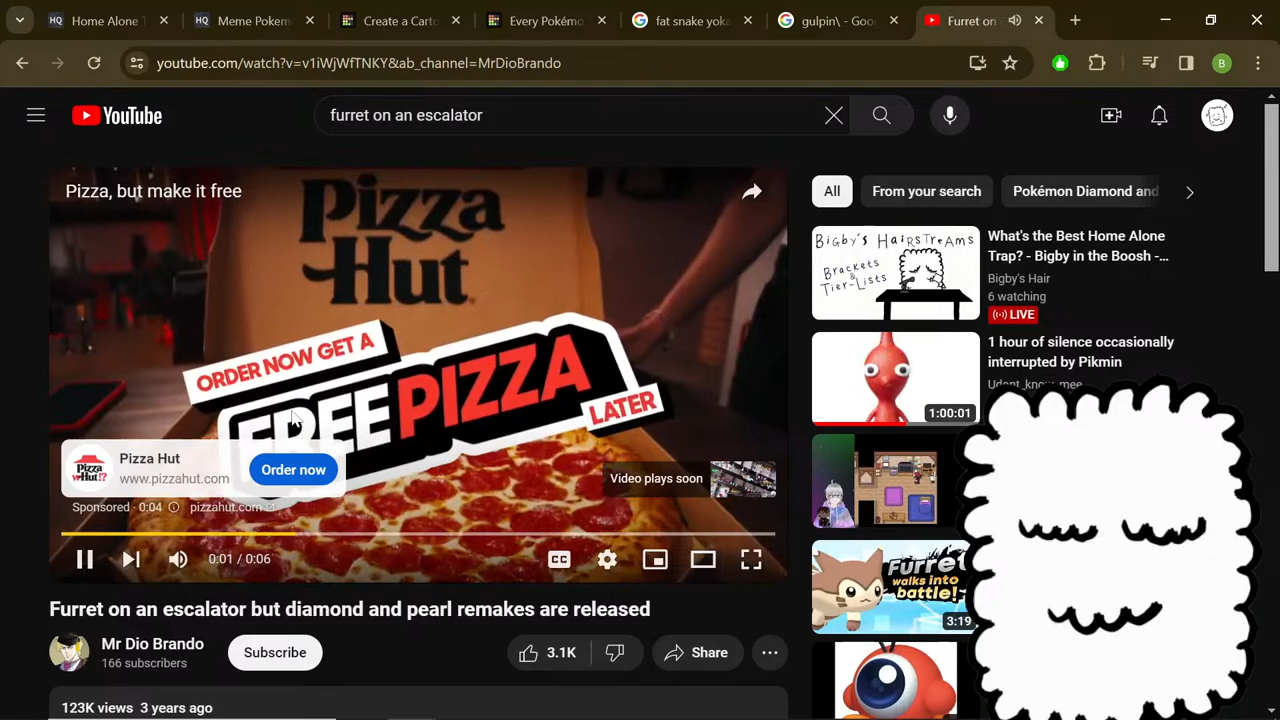 Home Alone T
Meme Pokem
Create a Carto
Every Pokémo
fat snake yoka
gulpin\ - Goo
Furret on
youtube.com/watch?v=v1iWjWfTNKY&ab_channel=MrDioBrando
B
YouTube
furret on an escalator
Pizza, but make it free
Pizza
Hut
ORDER NOW GET A
FREE PIZZA
LATER
Pizza Hut
www.pizzahut.com
Order now
Video plays soon
Sponsored · 0:04
pizzahut.com
0:01 / 0:06
CC
Furret on an escalator but diamond and pearl remakes are released
Mr Dio Brando
166 subscribers
Subscribe
3.1K
Share
123K views 3 years ago
All
From your search
Pokémon Diamond and
Bigby's HairStreams
Brackets
&
Tier-Lists
What's the Best Home Alone
Trap? - Bigby in the Boosh -...
Bigby's Hair
6 watching
LIVE
1 hour of silence occasionally
interrupted by Pikmin
Udont_know_mee
1:00:01
Furret
walks into
battle!
3:19